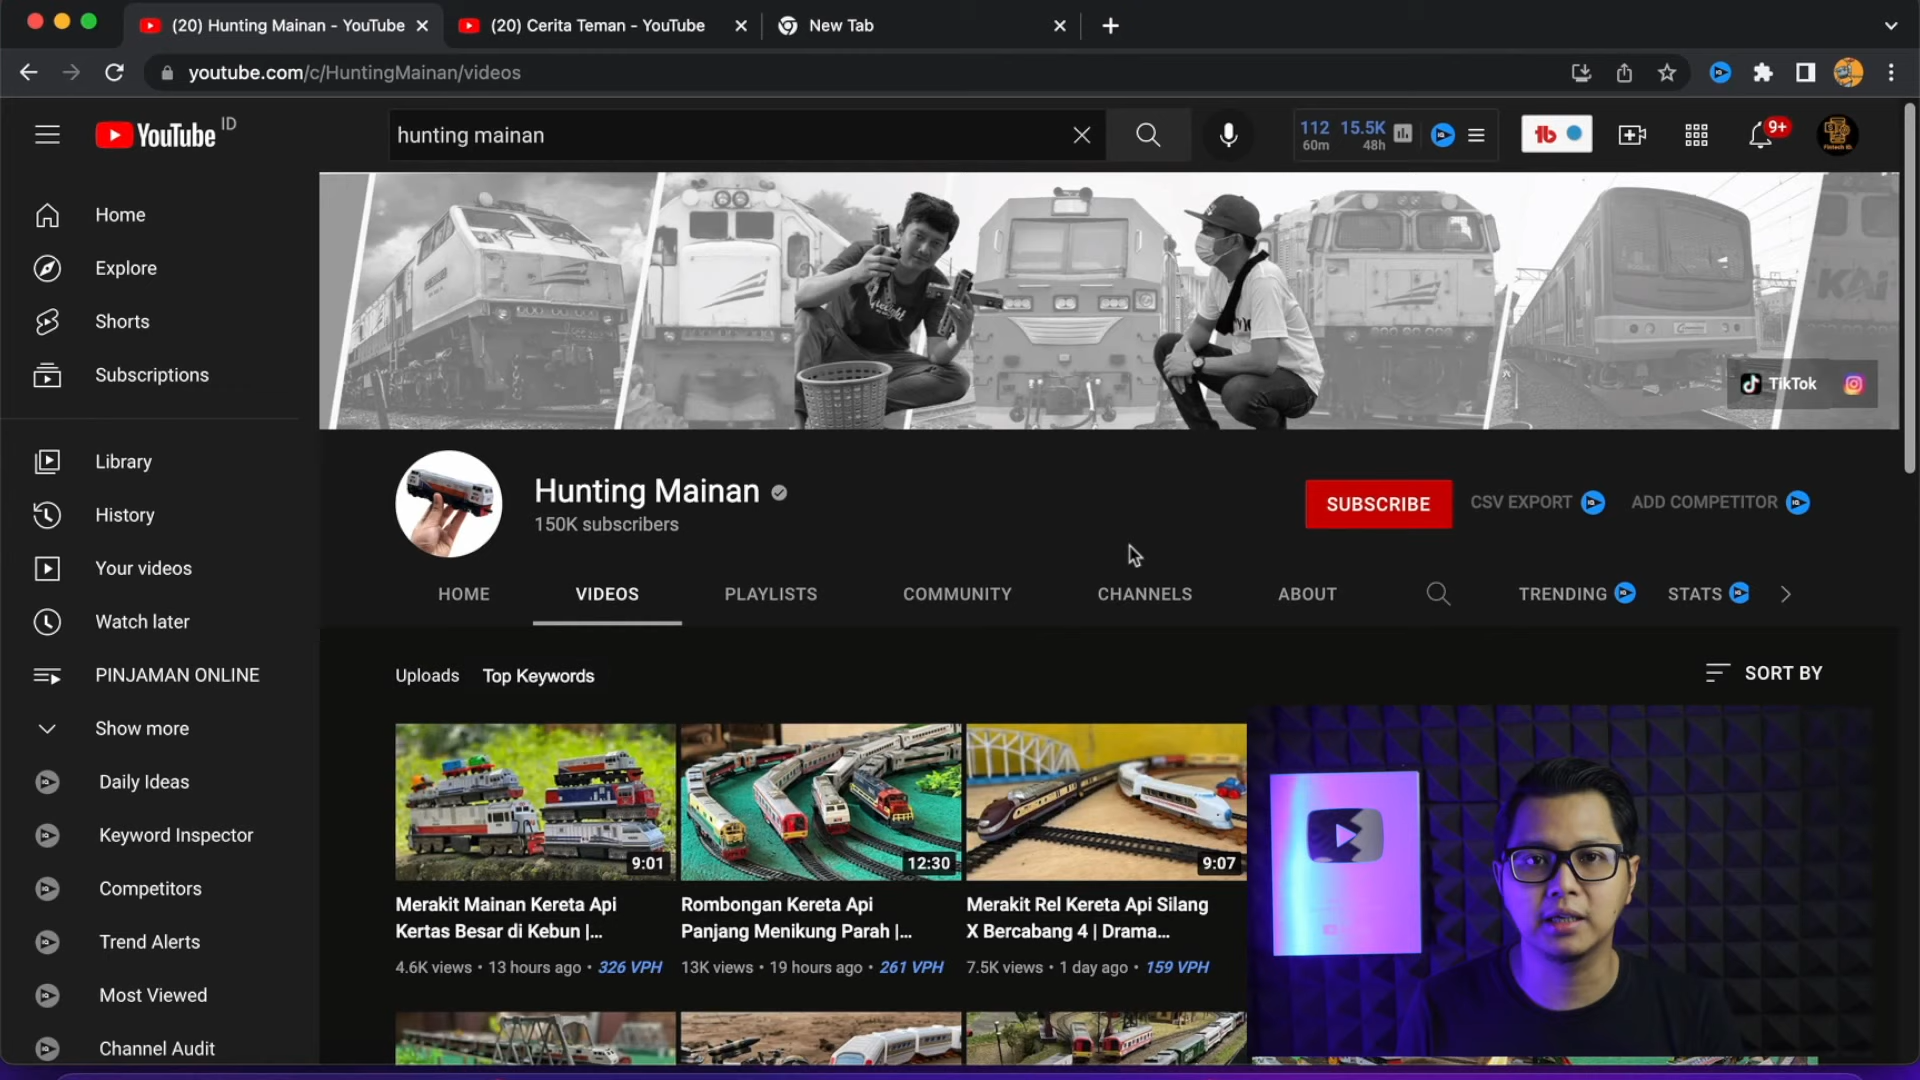 (20) Hunting Mainan - YouTube
(20) Cerita Teman - YouTube
New Tab
youtube.com/c/HuntingMainan/videos
YouTube ID
hunting mainan
112 15.5K
60m 48h
9+
Home
Explore
Shorts
Subscriptions
Library
History
Your videos
Watch later
PINJAMAN ONLINE
Show more
Daily Ideas
Keyword Inspector
Competitors
Trend Alerts
Most Viewed
Channel Audit
KAI
TikTok
Hunting Mainan
150K subscribers
SUBSCRIBE
CSV EXPORT
ADD COMPETITOR
HOME
VIDEOS
PLAYLISTS
COMMUNITY
CHANNELS
ABOUT
TRENDING
STATS
Uploads
Top Keywords
SORT BY
9:01
12:30
9:07
Merakit Mainan Kereta Api
Kertas Besar di Kebun |...
4.6K views • 13 hours ago • 326 VPH
Rombongan Kereta Api
Panjang Menikung Parah |...
13K views • 19 hours ago • 261 VPH
Merakit Rel Kereta Api Silang
X Bercabang 4 | Drama...
7.5K views • 1 day ago • 159 VPH